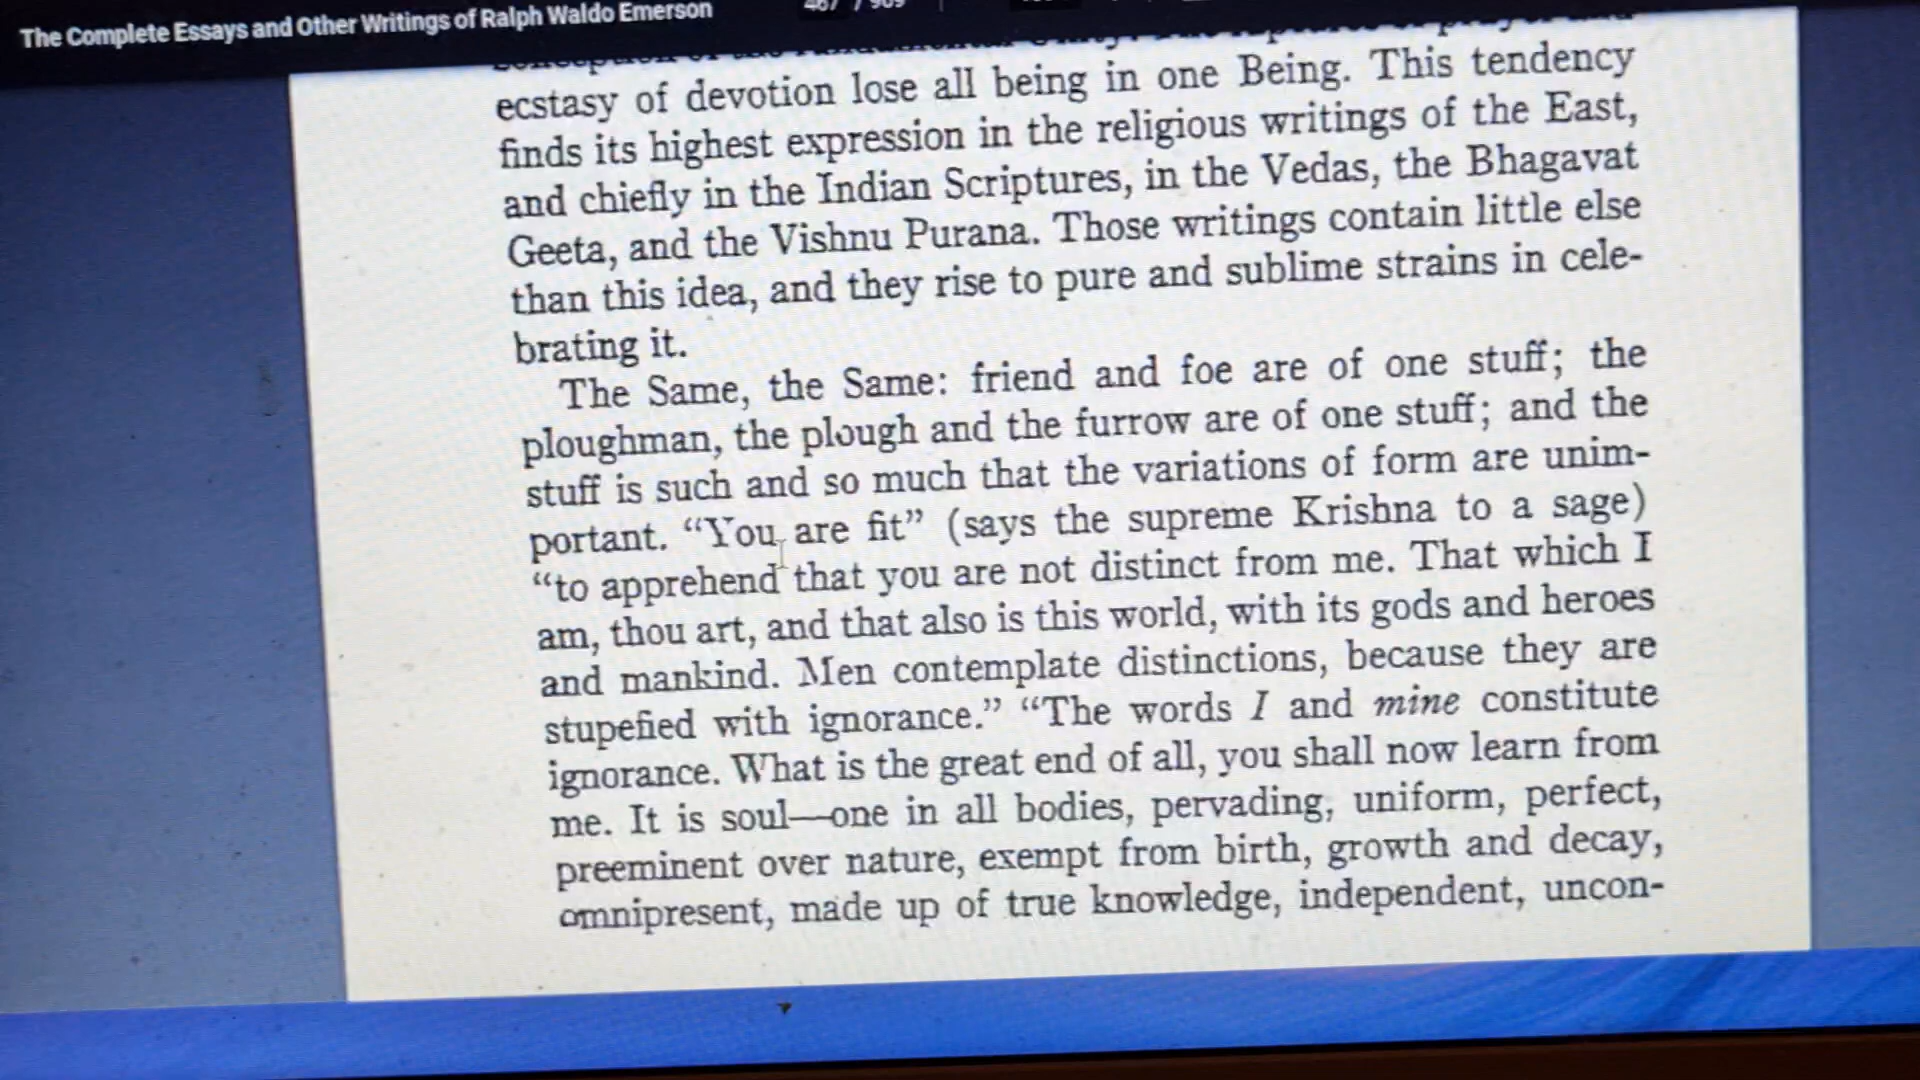 The Complete Essays and Other Writings of Ralph Waldo Emerson
ecstasy of devotion lose all being in one Being. This tendency
finds its highest expression in the religious writings of the East,
and chiefly in the Indian Scriptures, in the Vedas, the Bhagavat
Geeta, and the Vishnu Purana. Those writings contain little else
than this idea, and they rise to pure and sublime strains in cele-
brating it.
The Same, the Same: friend and foe are of one stuff; the
ploughman, the plough and the furrow are of one stuff; and the
stuff is such and so much that the variations of form are unim-
portant. “You are fit” (says the supreme Krishna to a sage)
“to apprehend that you are not distinct from me. That which I
am, thou art, and that also is this world, with its gods and heroes
and mankind. Men contemplate distinctions, because they are
stupefied with ignorance.” “The words I and mine constitute
ignorance. What is the great end of all, you shall now learn from
me. It is soul—one in all bodies, pervading, uniform, perfect,
preeminent over nature, exempt from birth, growth and decay,
omnipresent, made up of true knowledge, independent, uncon-